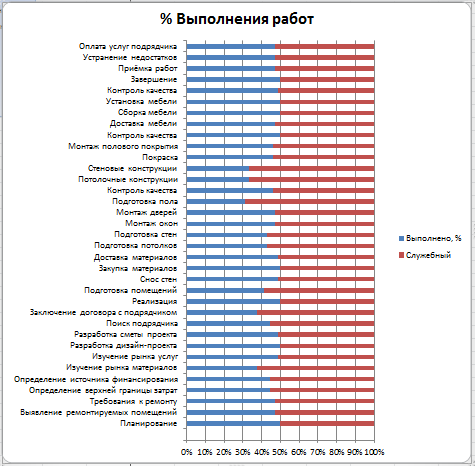 % Выполнения работ
Оплата услуг подрядчика
Устранение недостатков
Приёмка работ
Завершение
Контроль качества
Установка мебели
Сборка мебели
Доставка мебели
Контроль качества
Монтаж полового покрытия
Покраска
Стеновые конструкции
Потолочные конструкции
Контроль качества
Подготовка пола
Монтаж дверей
Монтаж окон
Подготовка стен
Подготовка потолков
Доставка материалов
Закупка материалов
Снос стен
Подготовка помещений
Реализация
Заключение договора с подрядчиком
Поиск подрядчика
Разработка сметы проекта
Разработка дизайн-проекта
Изучение рынка услуг
Изучение рынка материалов
Определение источника финансирования
Определение верхней границы затрат
Требования к ремонту
Выявление ремонтируемых помещений
Планирование
Выполнено, %
Служебный
0% 10% 20% 30% 40% 50% 60% 70% 80% 90% 100%